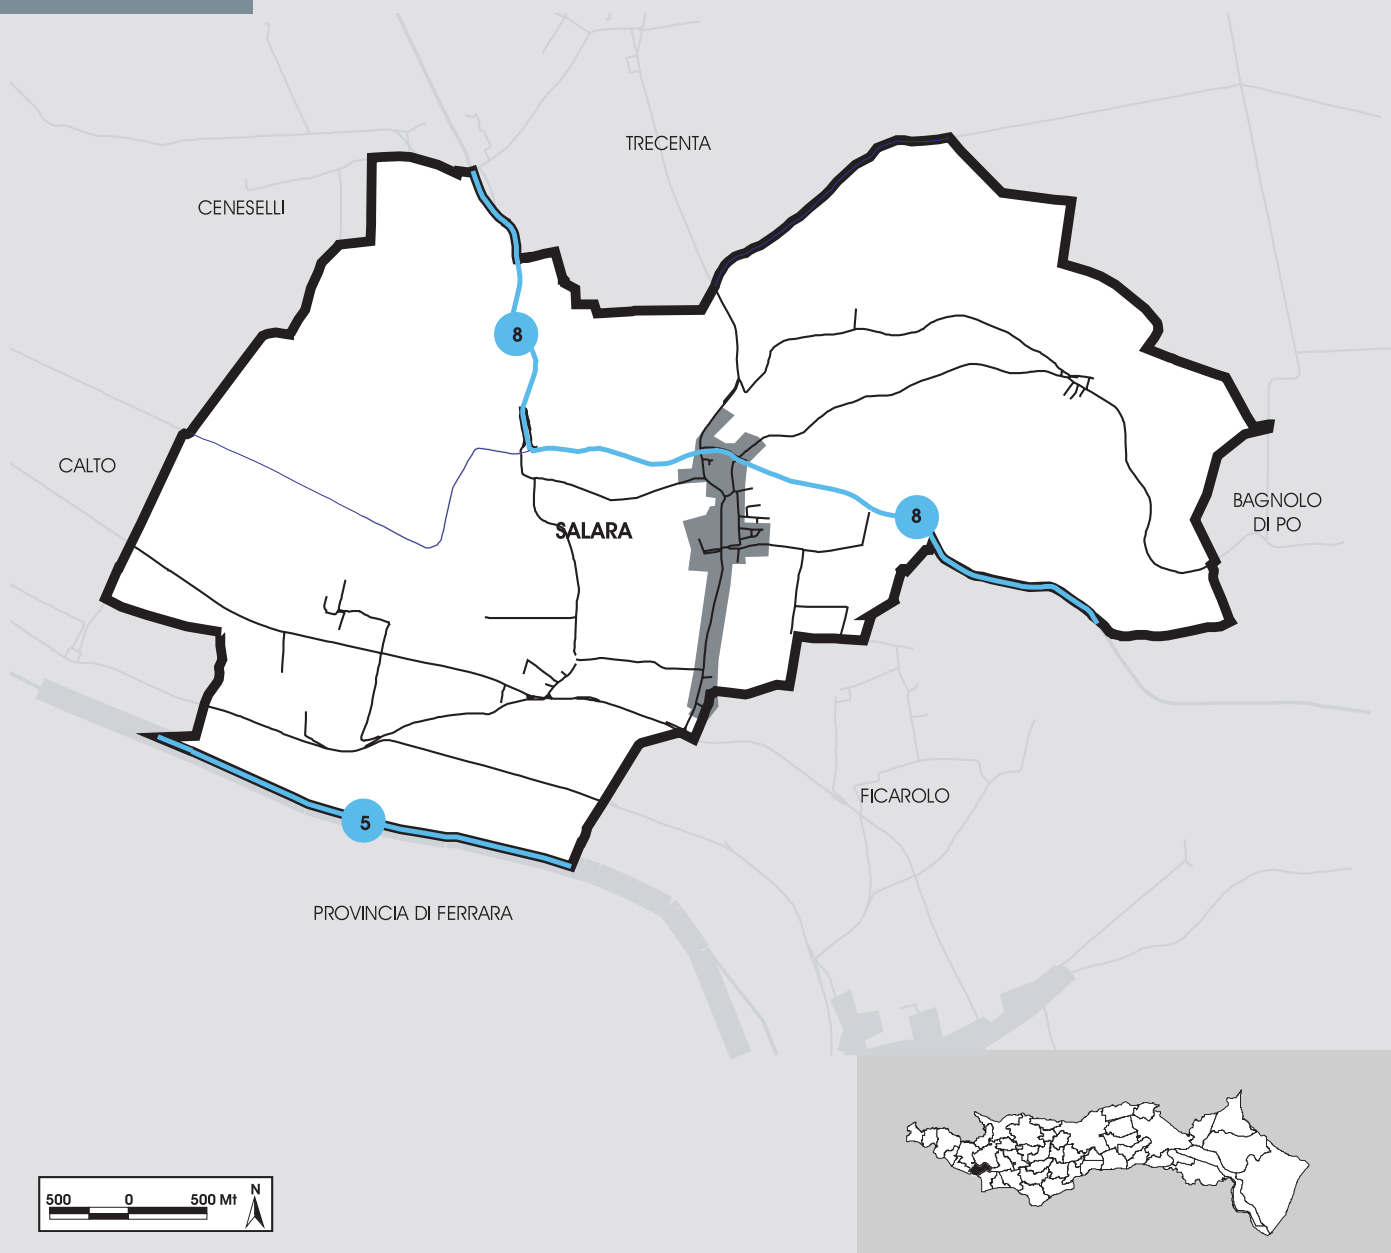 TRECENTA
CENESELLI
8
CALTO
BAGNOLO
DI PO
8
SALARA
FICAROLO
5
PROVINCIA DI FERRARA
500 0 500 Mt N